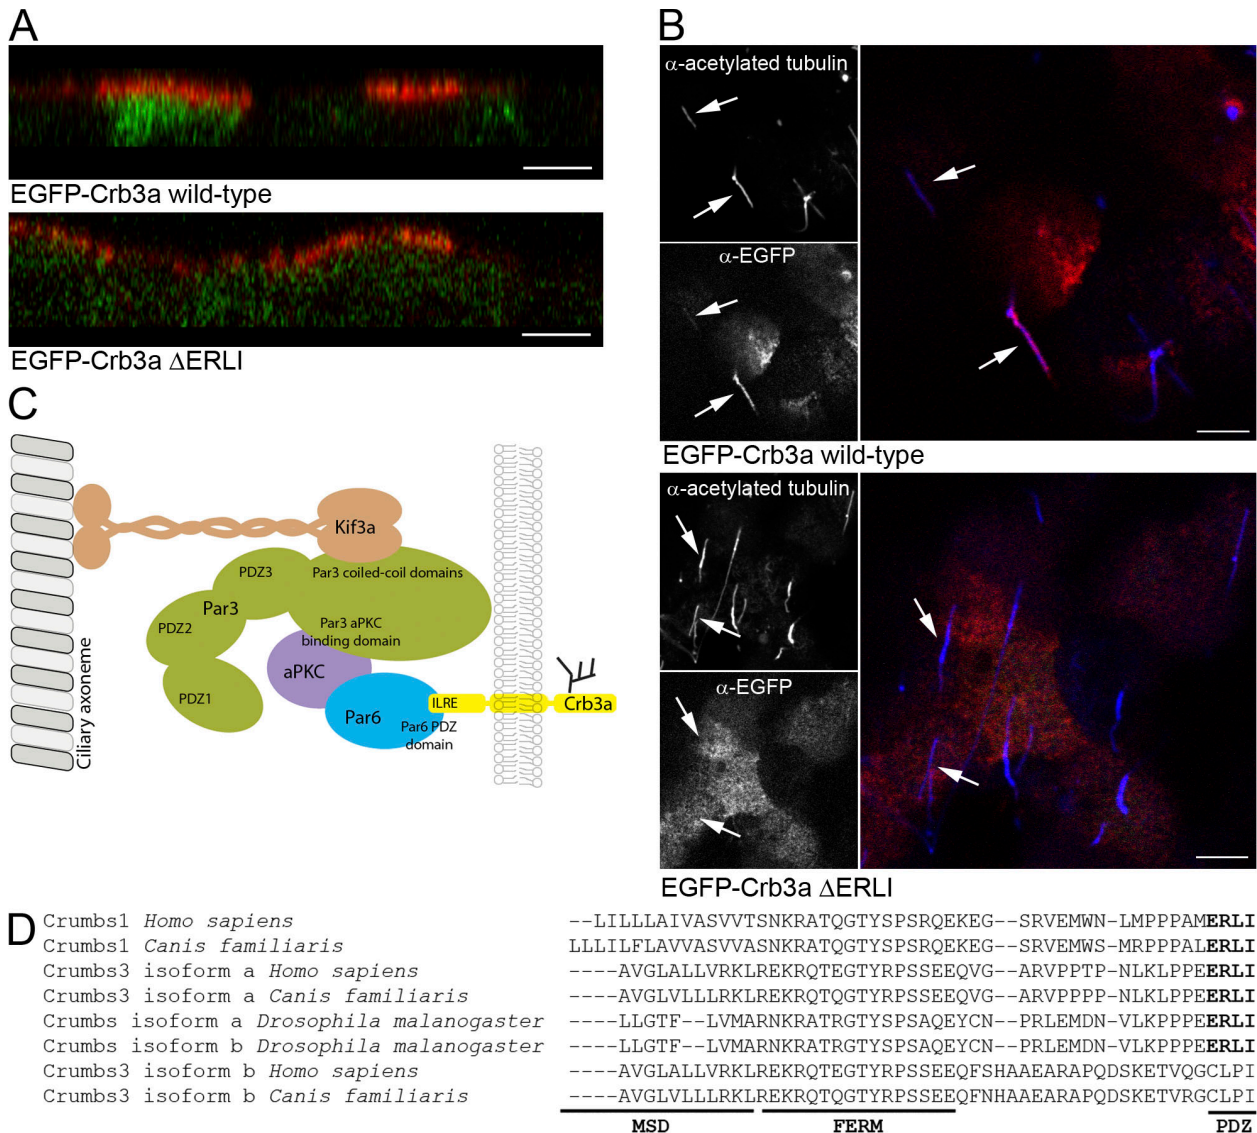 A
EGFP-Crb3a wild-type
EGFP-Crb3a ΔERLI
B
α-acetylated tubulin
α-EGFP
EGFP-Crb3a wild-type
α-acetylated tubulin
α-EGFP
EGFP-Crb3a ΔERLI
C
Ciliary axoneme
Kif3a
PDZ3
Par3 coiled-coil domains
Par3
PDZ2
Par3 aPKC
binding domain
aPKC
PDZ1
Par6
ILRE
Par6 PDZ
domain
Crb3a
D
Crumbs1 Homo sapiens --LILLLAIVASVVTSNKRATQGTYSPSRQEKEG--SRVEMWN-LMPPPAMERLI
Crumbs1 Canis familiaris LLLILFLAVVASVVASNKRATQGTYSPSRQEKEG--SRVEMWS-MRPPPALERLI
Crumbs3 isoform a Homo sapiens ----AVGLALLVRKLREKRQTEGTYRPSSEEQVG--ARVPPTP-NLKLPPEERLI
Crumbs3 isoform a Canis familiaris ----AVGLVLLLRKLREKRQTEGTYRPSSEEQVG--ARVPPPP-NLKLPPEERLI
Crumbs isoform a Drosophila malanogaster ----LLGTF--LVMARNKRATRGTYSPSAQEYCN--PRLEMDN-VLKPPPEERLI
Crumbs isoform b Drosophila malanogaster ----LLGTF--LVMARNKRATRGTYSPSAQEYCN--PRLEMDN-VLKPPPEERLI
Crumbs3 isoform b Homo sapiens ----AVGLALLVRKLREKRQTEGTYRPSSEEQFSHAAEARAPQDSKETVQGCLPI
Crumbs3 isoform b Canis familiaris ----AVGLVLLLRKLREKRQTEGTYRPSSEEQFNHAAEARAPQDSKETVRGCLPI
MSD FERM PDZ